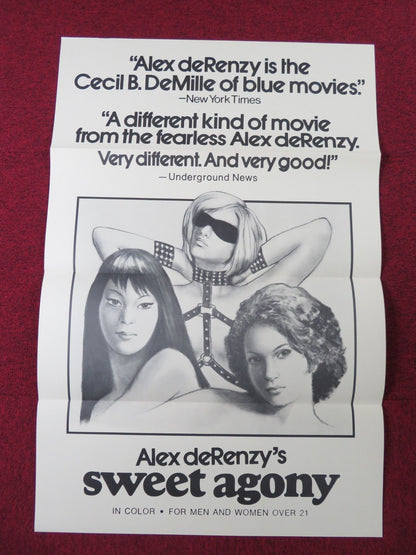 “Alex deRenzy is the
Cecil B. DeMille of blue movies.”
—New York Times
“A different kind of movie
from the fearless Alex deRenzy.
Very different. And very good!”
— Underground News
Alex deRenzy's
sweet agony
IN COLOR • FOR MEN AND WOMEN OVER 21